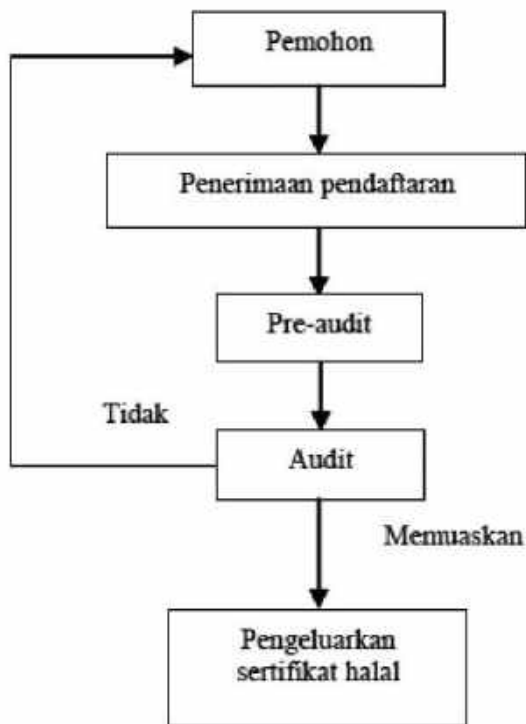 Pemohon
Penerimaan pendaftaran
Pre-audit
Tidak
Audit
Memuaskan
Pengeluarkan
sertifikat halal